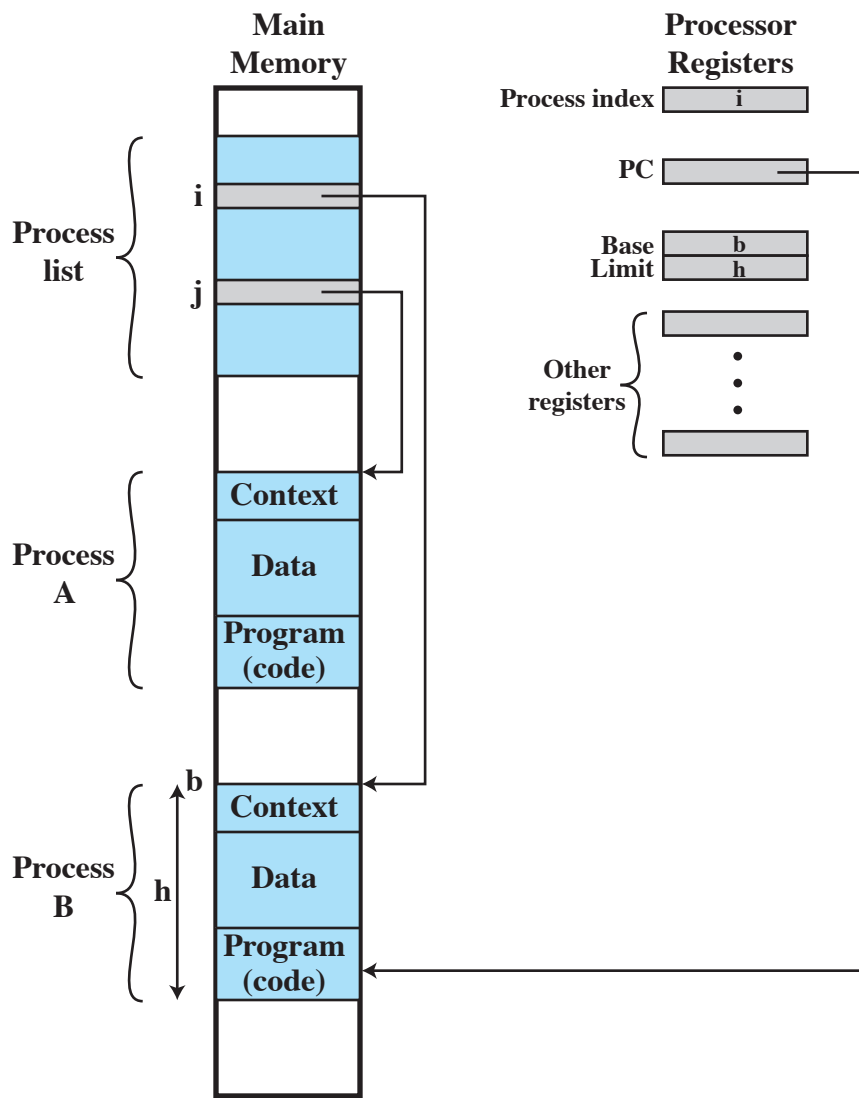 Main
Memory
Processor
Registers
Process index
i
PC
Base
b
Limit
h
Other
registers
Process
list
i
j
Process
A
Context
Data
Program
(code)
b
Process
B
h
Context
Data
Program
(code)